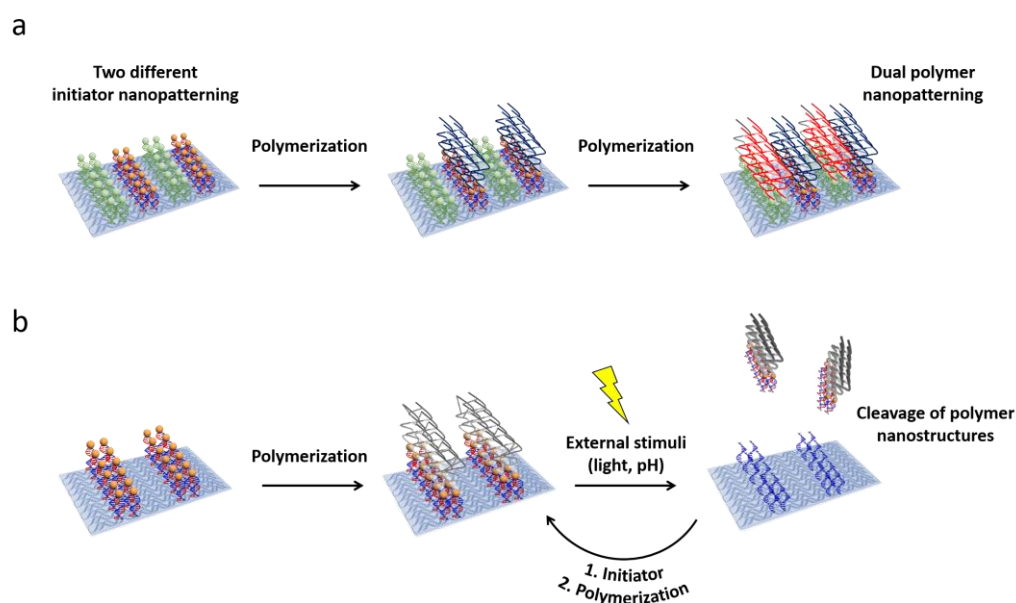 a
Two different
initiator nanopatterning
Polymerization
Polymerization
Dual polymer
nanopatterning
b
Polymerization
External stimuli
(light, pH)
Cleavage of polymer
nanostructures
1. Initiator
2. Polymerization